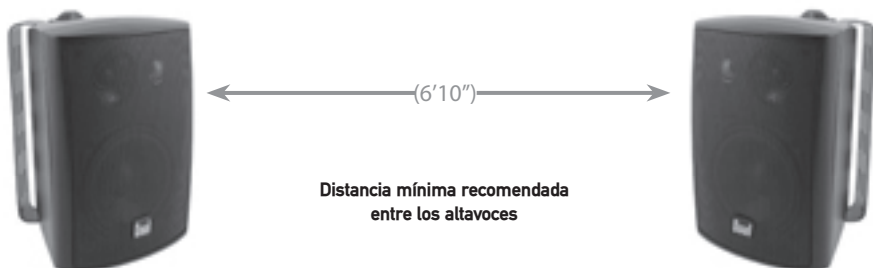 (6’10”)
Distancia mínima recomendada
entre los altavoces